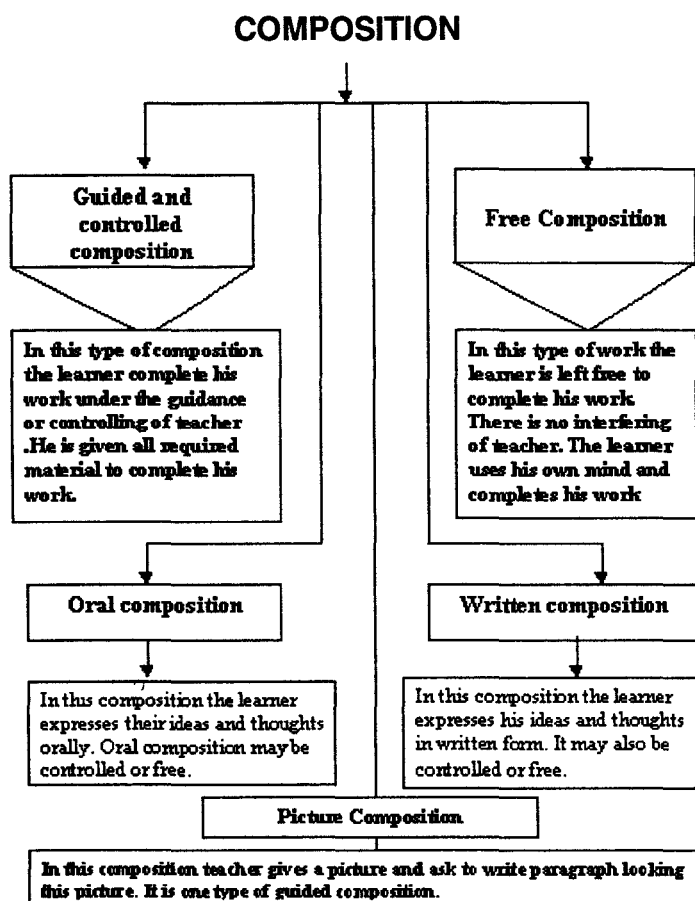 COMPOSITION
Guided and
controlled
composition
In this type of composition
the learner complete his
work under the guidance
or controlling of teacher
.He is given all required
material to complete his
work.
Free Composition
In this type of work the
learner is left free to
complete his work.
There is no interfering
of teacher. The learner
uses his own mind and
completes his work
Oral composition
In this composition the learner
expresses their ideas and thoughts
orally. Oral composition may be
controlled or free.
Written composition
In this composition the learner
expresses his ideas and thoughts
in written form. It may also be
controlled or free.
Picture Composition
In this composition teacher gives a picture and ask to write paragraph looking
this picture. It is one type of guided composition.